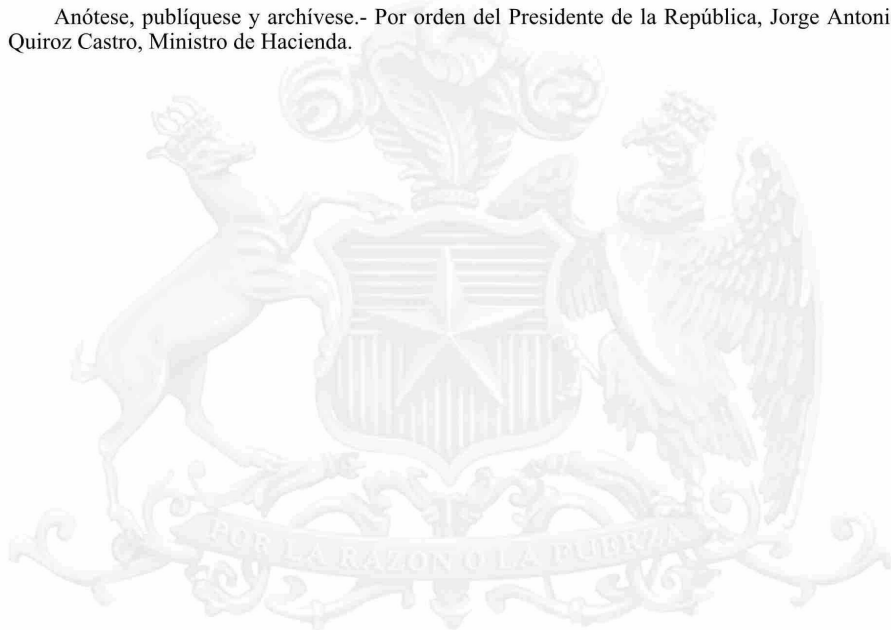 Anótese, publíquese y archívese.- Por orden del Presidente de la República, Jorge Antoni
Quiroz Castro, Ministro de Hacienda.
POR LA RAZON O LA FUERZA